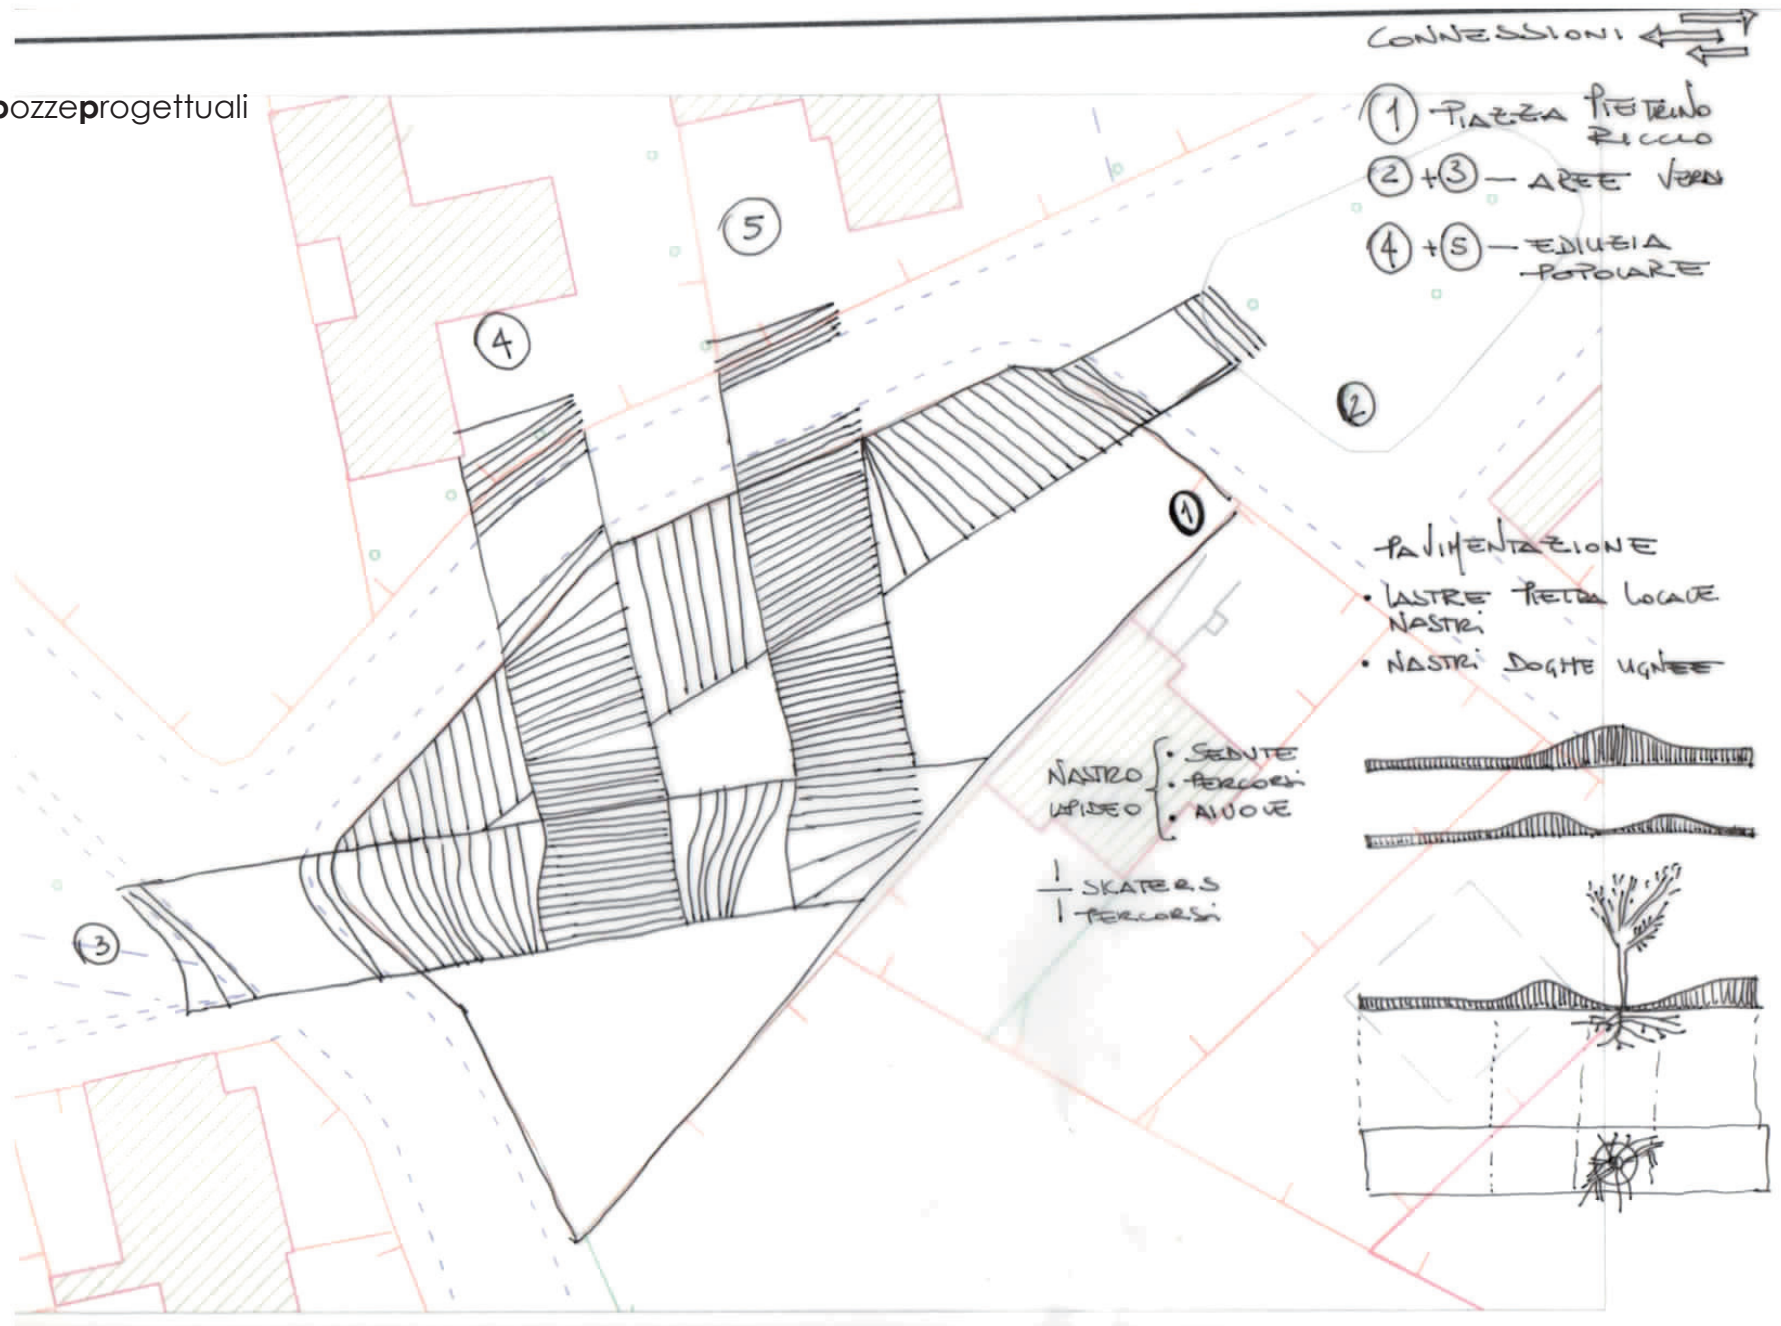 bozzeprogettuali
CONNESSIONI
1 - PIAZZA PIETRINO
RICCIO
2 + 3 - AREE VERDI
4 + 5 - EDILIZIA
POPOLARE
5
4
2
1
3
PAVIMENTAZIONE
• LASTRE PIETRA LOCALE
NASTRI
• NASTRI DOGHE LIGNEE
NASTRO
LAPIDEO
• SEDUTE
• PERCORSI
• AIUOLE
SKATERS
PERCORSI